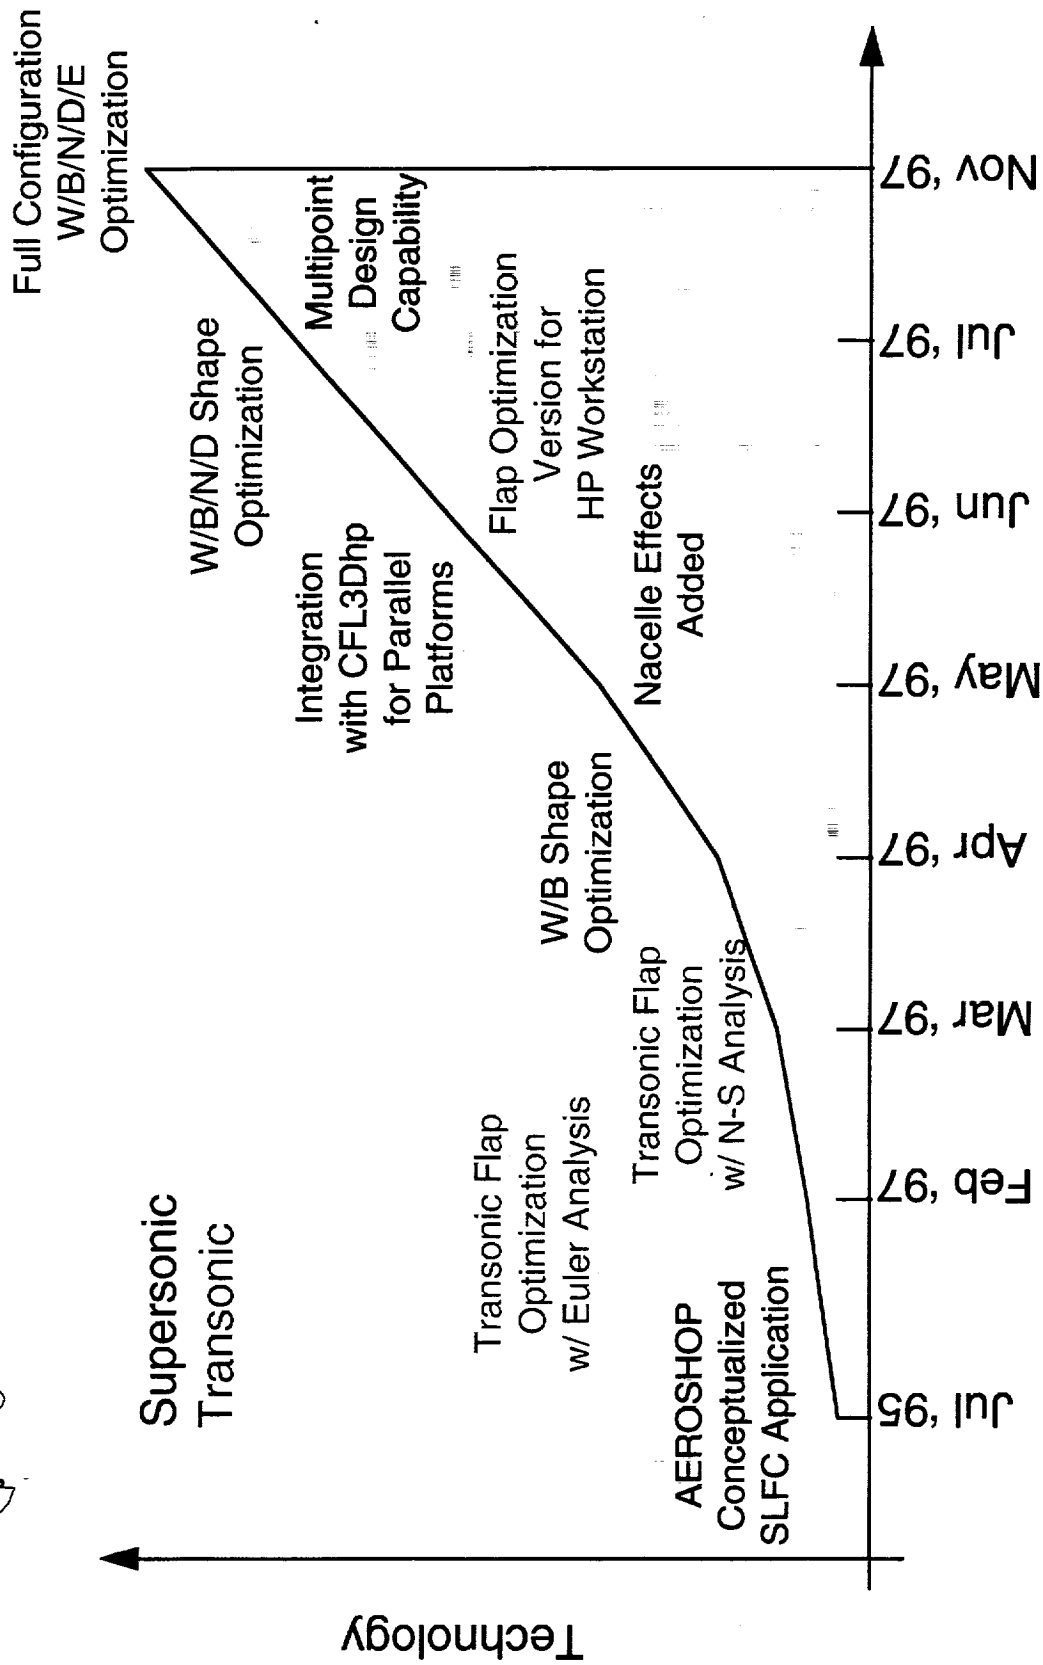 Full Configuration
W/B/N/D/E
Optimization
Supersonic
Transonic
W/B/N/D Shape
Optimization
Multipoint
Design
Capability
Integration
with CFL3Dhp
for Parallel
Platforms
Flap Optimization
Version for
HP Workstation
Transonic Flap
Optimization
w/ Euler Analysis
W/B Shape
Optimization
Nacelle Effects
Added
Transonic Flap
Optimization
w/ N-S Analysis
AEROSHOP
Conceptualized
SLFC Application
Technology
Jul '95
Feb '97
Mar '97
Apr '97
May '97
Jun '97
Jul '97
Nov '97